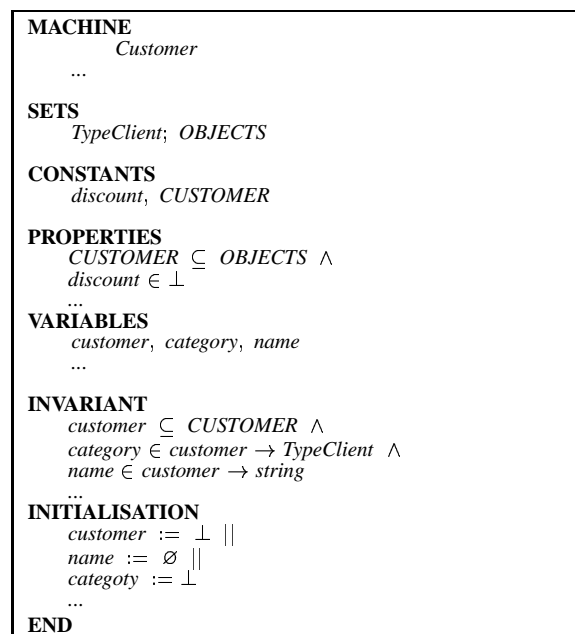 MACHINE
Customer
...
SETS
TypeClient; OBJECTS
CONSTANTS
discount, CUSTOMER
PROPERTIES
CUSTOMER ⊆ OBJECTS ∧
discount ∈ ⊥
...
VARIABLES
customer, category, name
...
INVARIANT
customer ⊆ CUSTOMER ∧
category ∈ customer → TypeClient ∧
name ∈ customer → string
...
INITIALISATION
customer := ⊥ ||
name := ∅ ||
categoty := ⊥
...
END